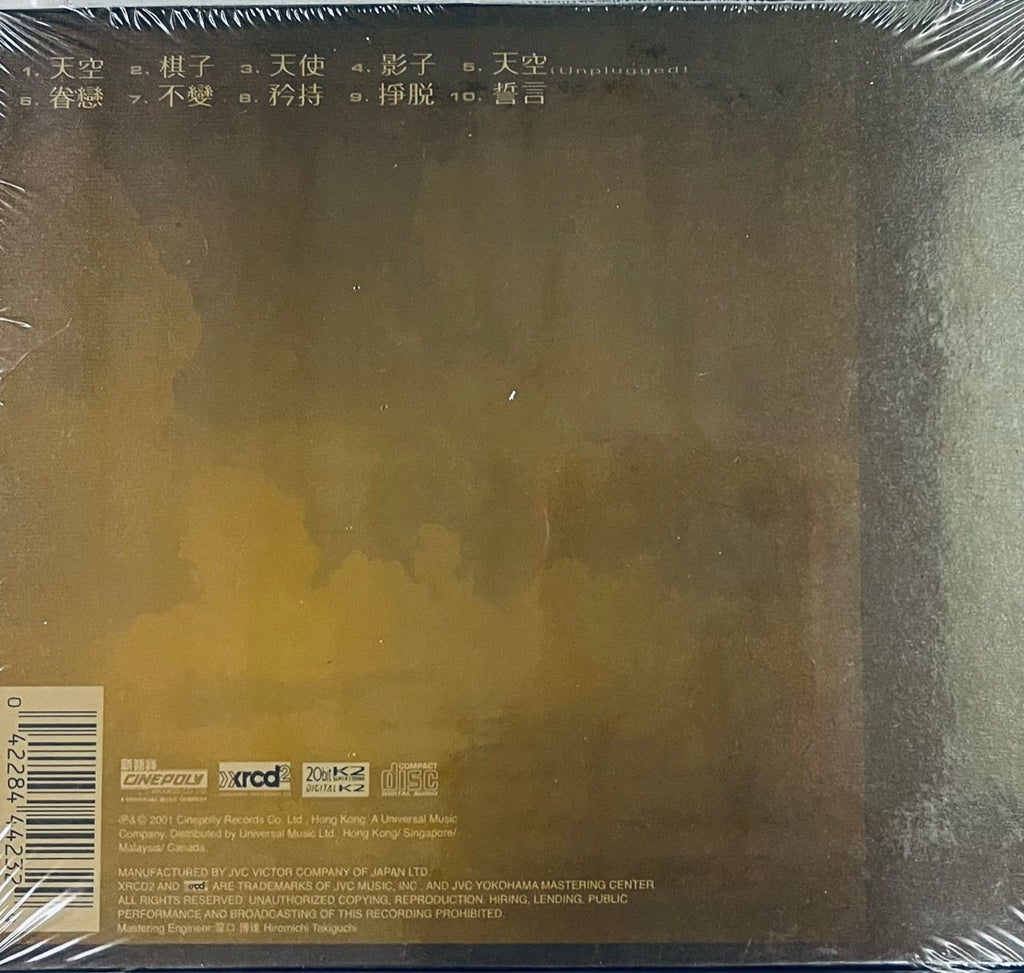 1. 天空 2. 棋子 3. 天使 4. 影子 5. 天空(Unplugged)
6. 眷戀 7. 不變 8. 矜持 9. 掙脱 10. 誓言
0 42284 44232
新藝寶
CINEPOLY
A UNIVERSAL MUSIC COMPANY
xrcd2
20bit K2 SUPER CODING
DIGITAL K2
COMPACT
disc
DIGITAL AUDIO
℗&© 2001 Cinepoly Records Co. Ltd., Hong Kong. A Universal Music
Company. Distributed by Universal Music Ltd., Hong Kong/ Singapore/
Malaysia/ Canada.
MANUFACTURED BY JVC VICTOR COMPANY OF JAPAN LTD.
XRCD2 AND xrcd ARE TRADEMARKS OF JVC MUSIC, INC., AND JVC YOKOHAMA MASTERING CENTER.
ALL RIGHTS RESERVED. UNAUTHORIZED COPYING, REPRODUCTION, HIRING, LENDING, PUBLIC
PERFORMANCE AND BROADCASTING OF THIS RECORDING PROHIBITED.
Mastering Engineer: Hiromichi Takiguchi